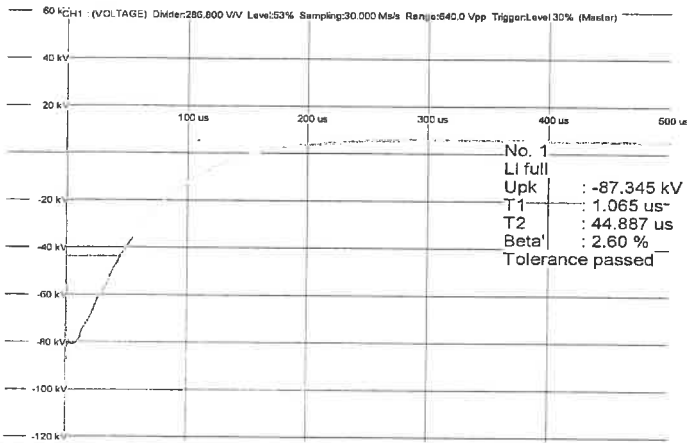 60 kV
CH1 : (VOLTAGE) Divider:286.800 V/V Level:53% Sampling:30.000 Ms/s Range:640.0 Vpp Trigger:Level 30% (Master)
40 kV
20 kV
100 us 200 us 300 us 400 us 500 us
No. 1
LI full
Upk : -87.345 kV
T1 : 1.065 us
T2 : 44.887 us
Beta' : 2.60 %
Tolerance passed
-20 kV
-40 kV
-60 kV
-80 kV
-100 kV
-120 kV